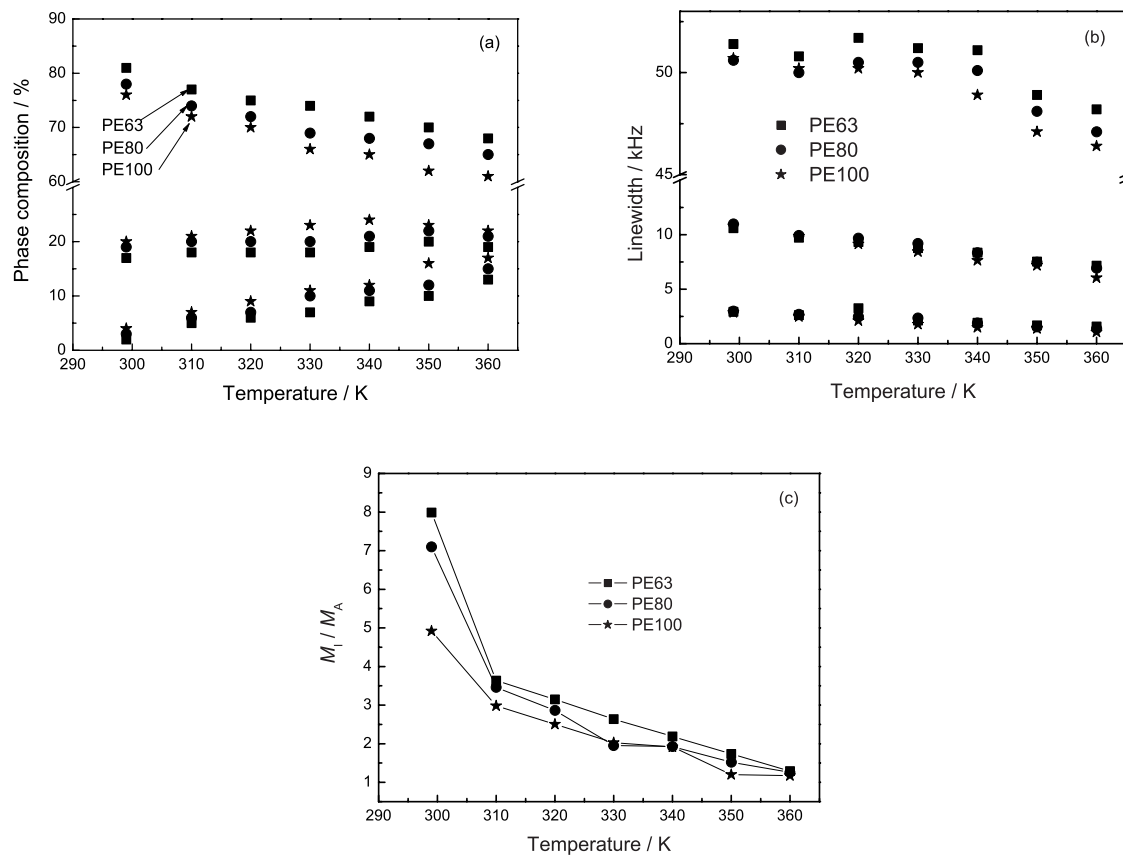 (a)
Phase composition / %
90
80
70
60
20
10
0
PE63
PE80
PE100
290 300 310 320 330 340 350 360
Temperature / K
(b)
Linewidth / kHz
50
45
10
5
0
PE63
PE80
PE100
290 300 310 320 330 340 350 360
Temperature / K
(c)
M_I / M_A
9
8
7
6
5
4
3
2
1
PE63
PE80
PE100
290 300 310 320 330 340 350 360
Temperature / K